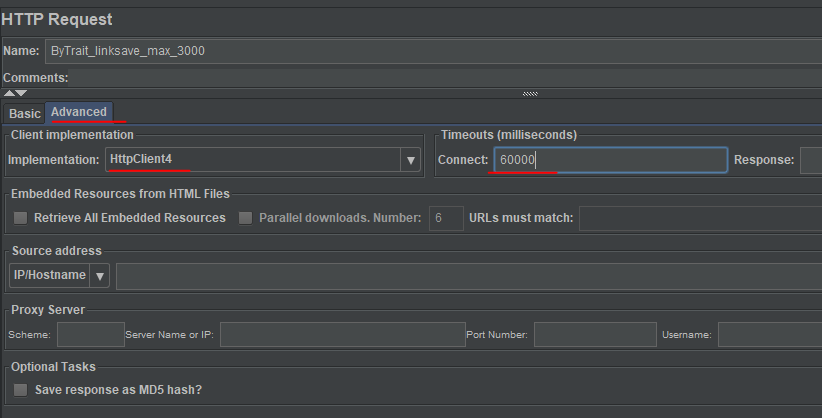 HTTP Request
Name: ByTrait_linksave_max_3000
Comments:
Basic Advanced
Client implementation Timeouts (milliseconds)
Implementation: HttpClient4 Connect: 60000 Response:
Embedded Resources from HTML Files
Retrieve All Embedded Resources Parallel downloads. Number: 6 URLs must match:
Source address
IP/Hostname
Proxy Server
Scheme: Server Name or IP: Port Number: Username:
Optional Tasks
Save response as MD5 hash?